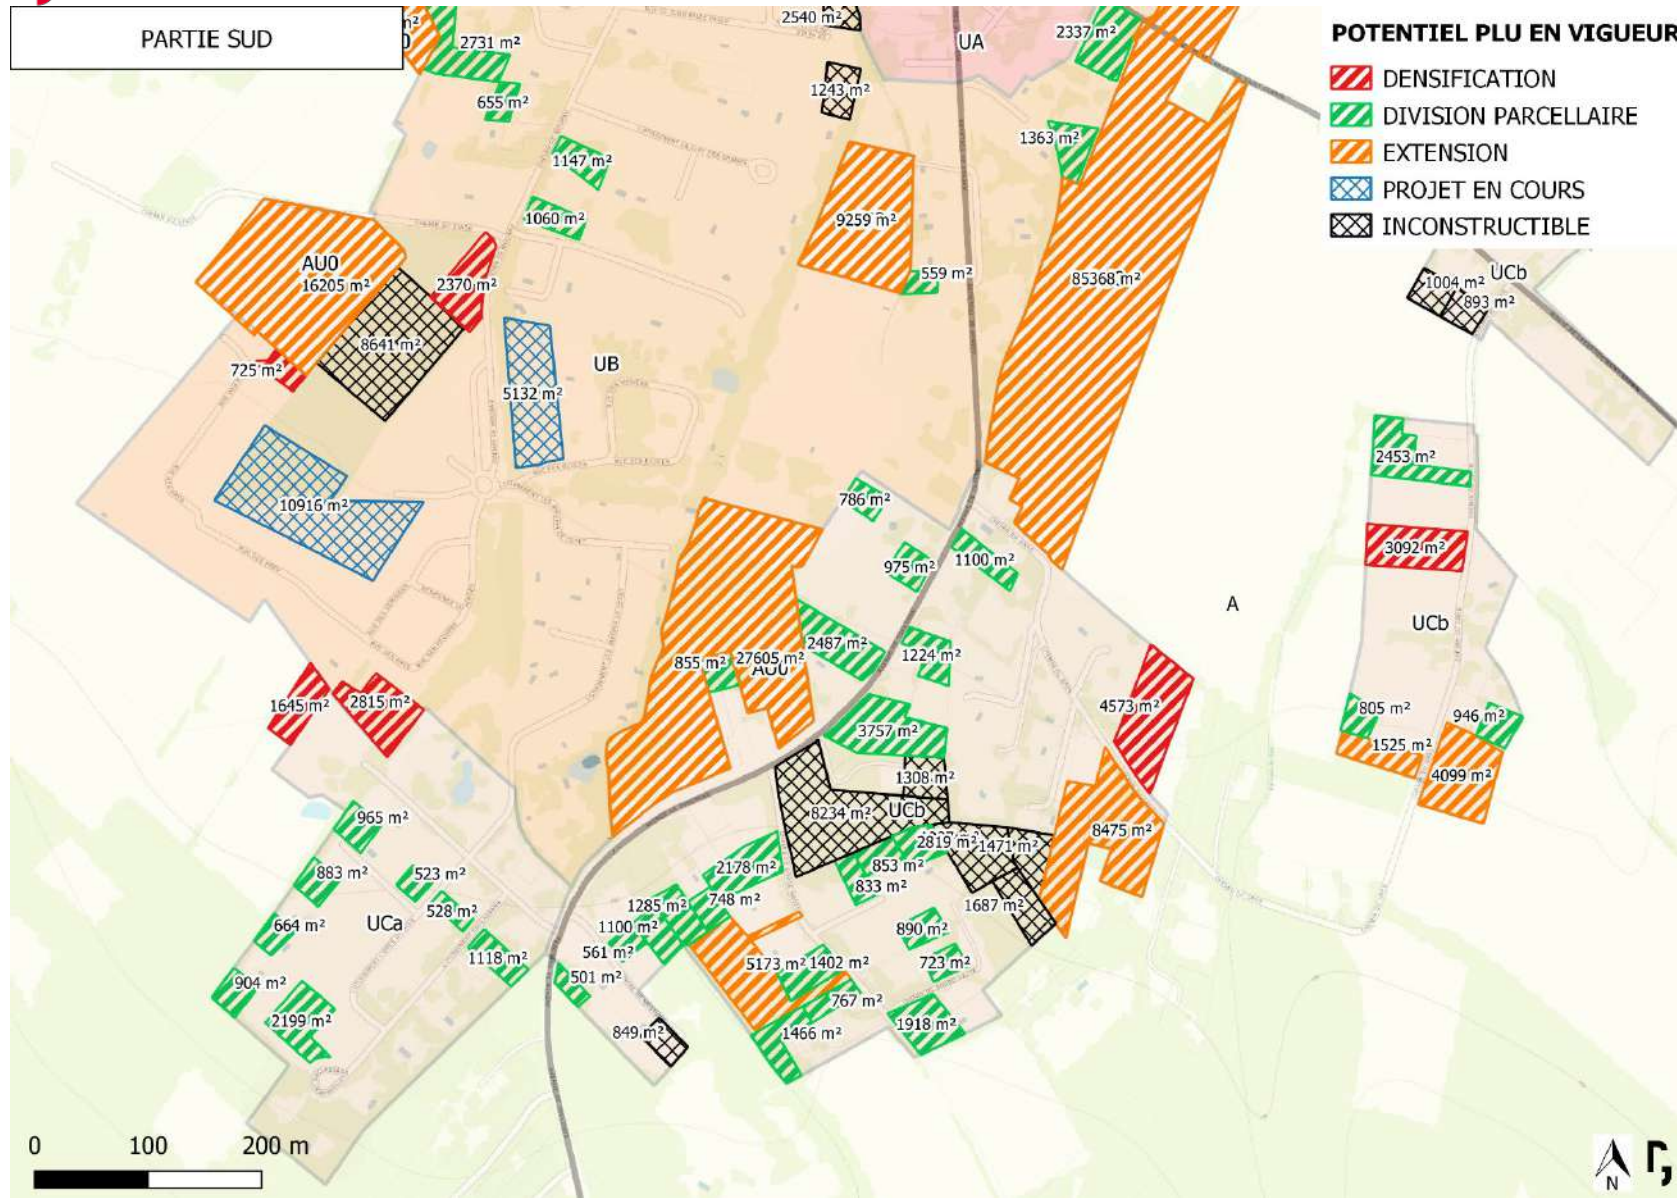 PARTIE SUD
POTENTIEL PLU EN VIGUEUR
DENSIFICATION
DIVISION PARCELLAIRE
EXTENSION
PROJET EN COURS
INCONSTRUCTIBLE
2540 m²
UA
2337 m²
2731 m²
655 m²
1243 m²
1363 m²
1147 m²
1060 m²
9259 m²
559 m²
85368 m²
AU0
16205 m²
2370 m²
8641 m²
725 m²
5132 m²
UB
10916 m²
UCb
1004 m²
893 m²
2453 m²
3092 m²
A
UCb
786 m²
975 m²
1100 m²
2487 m²
1224 m²
855 m²
27605 m²
AU0
3757 m²
4573 m²
805 m²
946 m²
1525 m²
4099 m²
1645 m²
2815 m²
1308 m²
8234 m²
UCb
8475 m²
2819 m²
1471 m²
853 m²
833 m²
1687 m²
965 m²
883 m²
523 m²
528 m²
664 m²
UCa
1118 m²
904 m²
2199 m²
2178 m²
748 m²
1285 m²
1100 m²
561 m²
501 m²
890 m²
723 m²
5173 m²
1402 m²
767 m²
1466 m²
1918 m²
849 m²
0 100 200 m
N